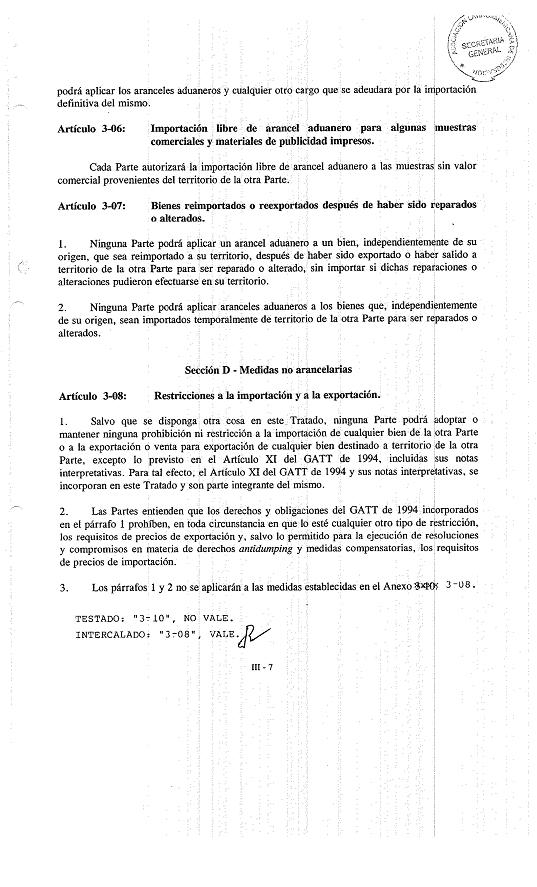 SECRETARIA
GENERAL
podrá aplicar los aranceles aduaneros y cualquier otro cargo que se adeudara por la importación
definitiva del mismo.
Artículo 3-06: Importación libre de arancel aduanero para algunas muestras
comerciales y materiales de publicidad impresos.
Cada Parte autorizará la importación libre de arancel aduanero a las muestras sin valor
comercial provenientes del territorio de la otra Parte.
Artículo 3-07: Bienes reimportados o reexportados después de haber sido reparados
o alterados.
1. Ninguna Parte podrá aplicar un arancel aduanero a un bien, independientemente de su
origen, que sea reimportado a su territorio, después de haber sido exportado o haber salido a
territorio de la otra Parte para ser reparado o alterado, sin importar si dichas reparaciones o
alteraciones pudieron efectuarse en su territorio.
2. Ninguna Parte podrá aplicar aranceles aduaneros a los bienes que, independientemente
de su origen, sean importados temporalmente de territorio de la otra Parte para ser reparados o
alterados.
Sección D - Medidas no arancelarias
Artículo 3-08: Restricciones a la importación y a la exportación.
1. Salvo que se disponga otra cosa en este Tratado, ninguna Parte podrá adoptar o
mantener ninguna prohibición ni restricción a la importación de cualquier bien de la otra Parte
o a la exportación o venta para exportación de cualquier bien destinado a territorio de la otra
Parte, excepto lo previsto en el Artículo XI del GATT de 1994, incluidas sus notas
interpretativas. Para tal efecto, el Artículo XI del GATT de 1994 y sus notas interpretativas, se
incorporan en este Tratado y son parte integrante del mismo.
2. Las Partes entienden que los derechos y obligaciones del GATT de 1994 incorporados
en el párrafo 1 prohíben, en toda circunstancia en que lo esté cualquier otro tipo de restricción,
los requisitos de precios de exportación y, salvo lo permitido para la ejecución de resoluciones
y compromisos en materia de derechos antidumping y medidas compensatorias, los requisitos
de precios de importación.
3. Los párrafos 1 y 2 no se aplicarán a las medidas establecidas en el Anexo 3-08.
TESTADO: "3-10", NO VALE.
INTERCALADO: "3-08", VALE.
III - 7